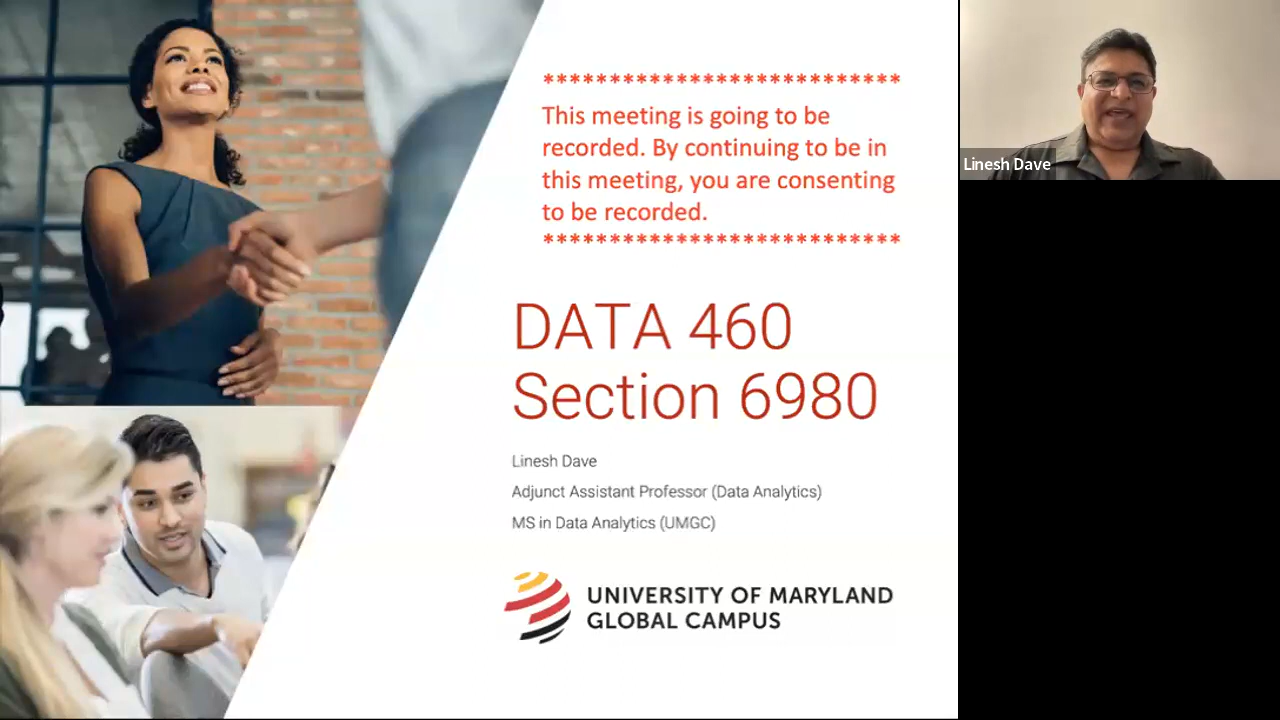 ****************************
This meeting is going to be
recorded. By continuing to be in
this meeting, you are consenting
to be recorded.
****************************
DATA 460
Section 6980
Linesh Dave
Adjunct Assistant Professor (Data Analytics)
MS in Data Analytics (UMGC)
UNIVERSITY OF MARYLAND
GLOBAL CAMPUS
Linesh Dave